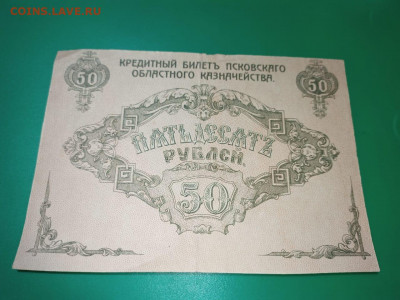 COINS.LAVE.RU
КРЕДИТНЫЙ БИЛЕТЪ ПСКОВСКАГО
ОБЛАСТНОГО КАЗНАЧЕЙСТВА.
50 50
ПЯТЬДЕСЯТЪ
РУБЛЕЙ.
50